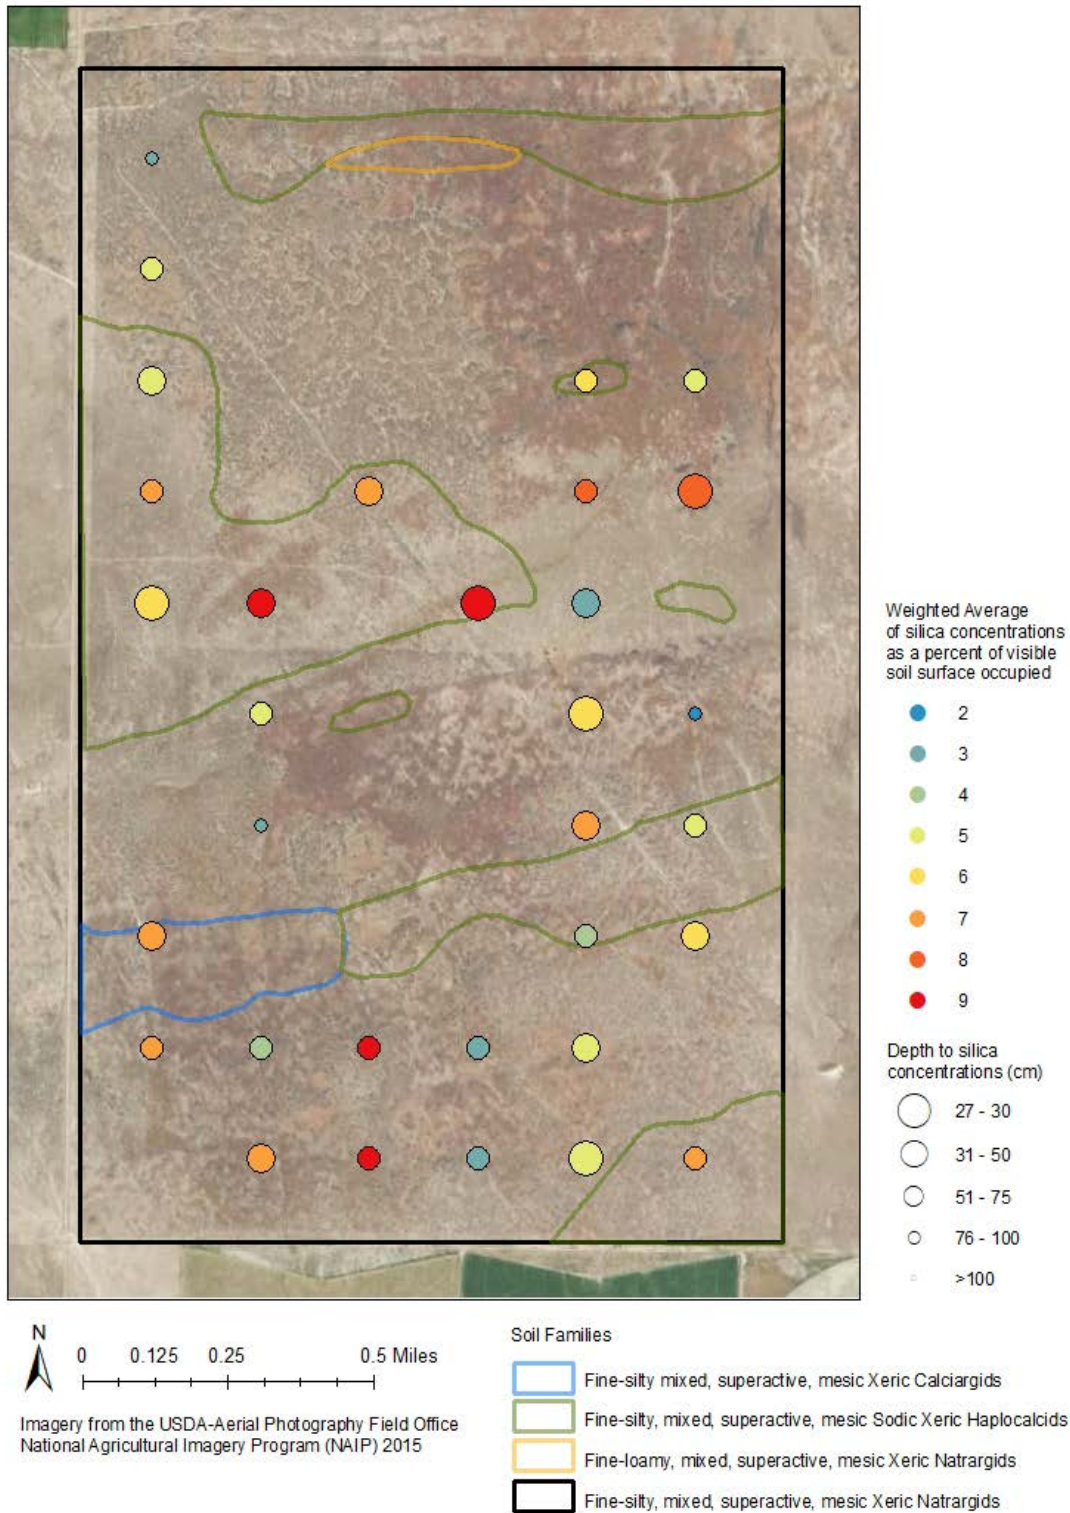 Weighted Average
of silica concentrations
as a percent of visible
soil surface occupied
2
3
4
5
6
7
8
9
Depth to silica
concentrations (cm)
27 - 30
31 - 50
51 - 75
76 - 100
>100
N
0 0.125 0.25 0.5 Miles
Imagery from the USDA-Aerial Photography Field Office
National Agricultural Imagery Program (NAIP) 2015
Soil Families
Fine-silty mixed, superactive, mesic Xeric Calciargids
Fine-silty, mixed, superactive, mesic Sodic Xeric Haplocalcids
Fine-loamy, mixed, superactive, mesic Xeric Natrargids
Fine-silty, mixed, superactive, mesic Xeric Natrargids